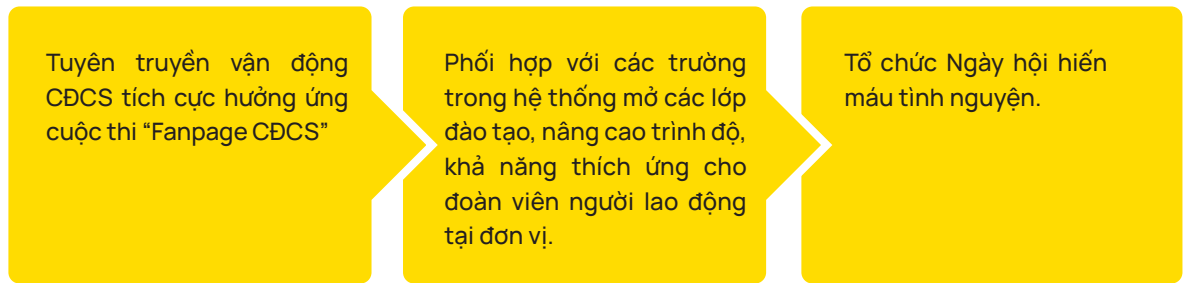 Tuyên truyền vận động
CĐCS tích cực hưởng ứng
cuộc thi “Fanpage CĐCS”
Phối hợp với các trường
trong hệ thống mở các lớp
đào tạo, nâng cao trình độ,
khả năng thích ứng cho
đoàn viên người lao động
tại đơn vị.
Tổ chức Ngày hội hiến
máu tình nguyện.